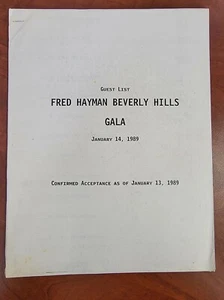 Guest List
FRED HAYMAN BEVERLY HILLS
GALA
January 14, 1989
Confirmed Acceptance as of January 13, 1989